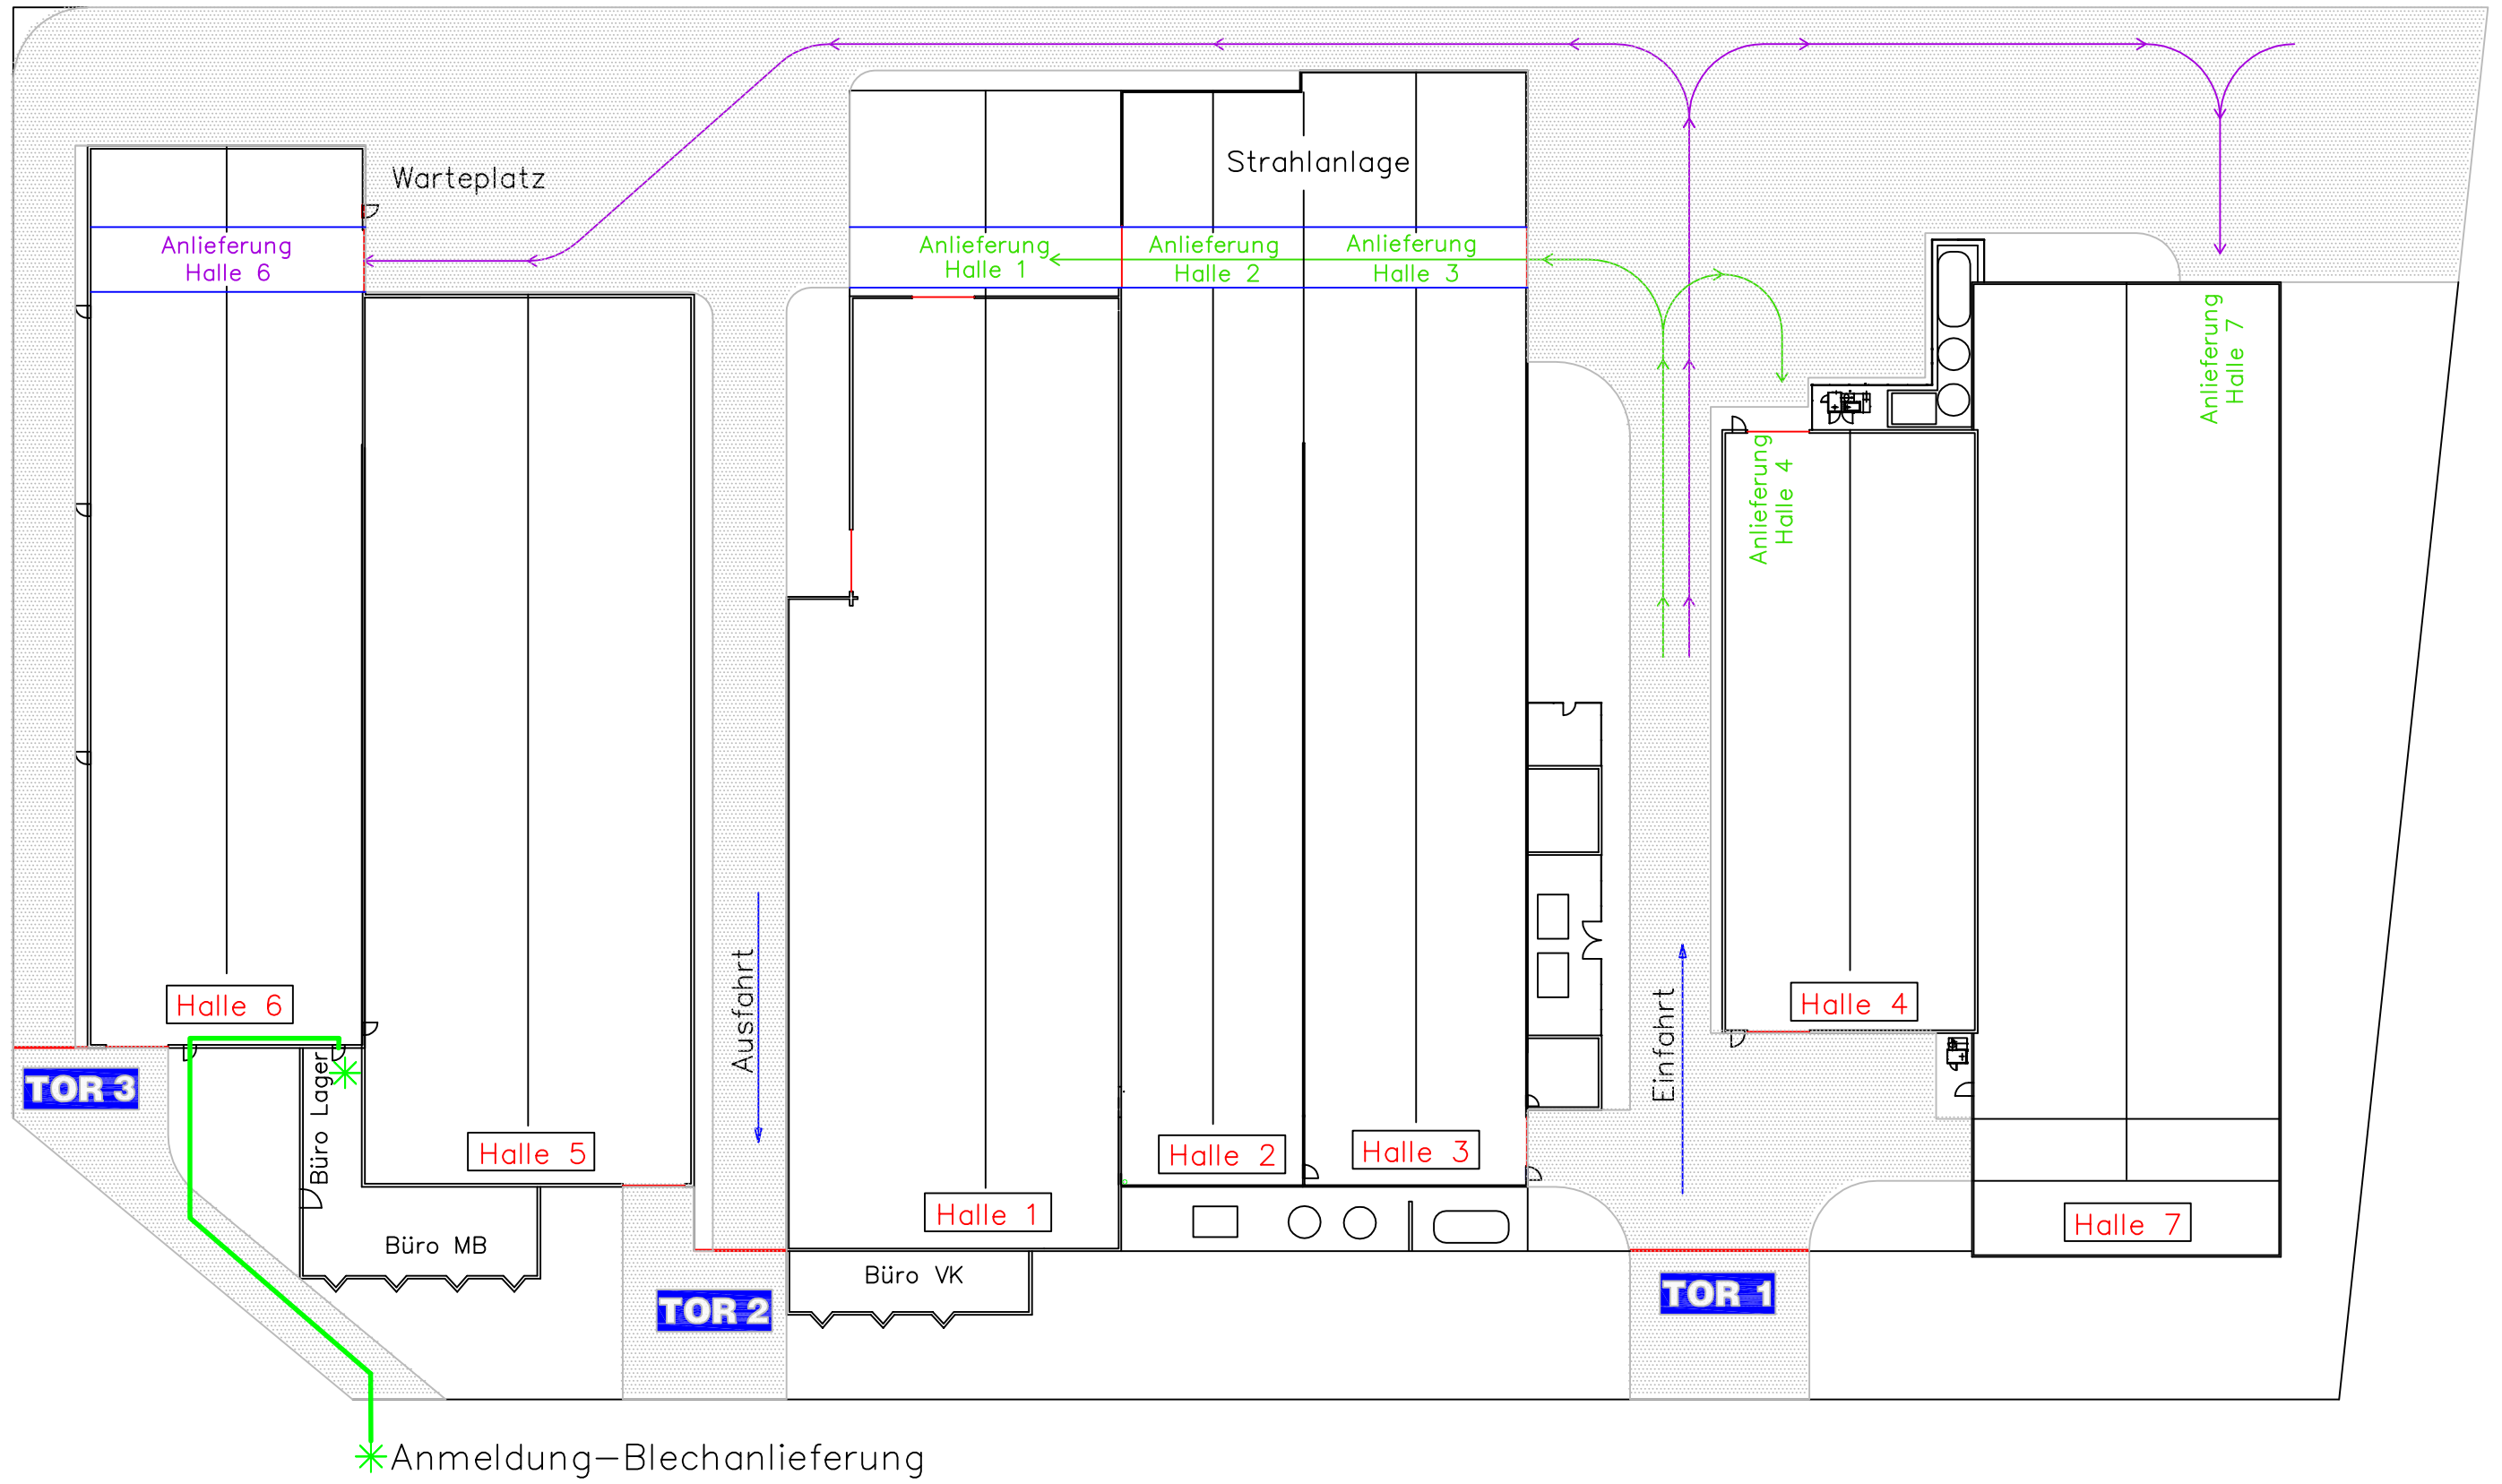 Warteplatz
Strahlanlage
Anlieferung
Halle 6
Anlieferung
Halle 1
Anlieferung
Halle 2
Anlieferung
Halle 3
Anlieferung
Halle 7
Anlieferung
Halle 4
Halle 6
Halle 5
Halle 1
Halle 2
Halle 3
Halle 4
Halle 7
Ausfahrt
Einfahrt
TOR 3
Büro Lager
Büro MB
Büro VK
TOR 2
TOR 1
Anmeldung-Blechanlieferung